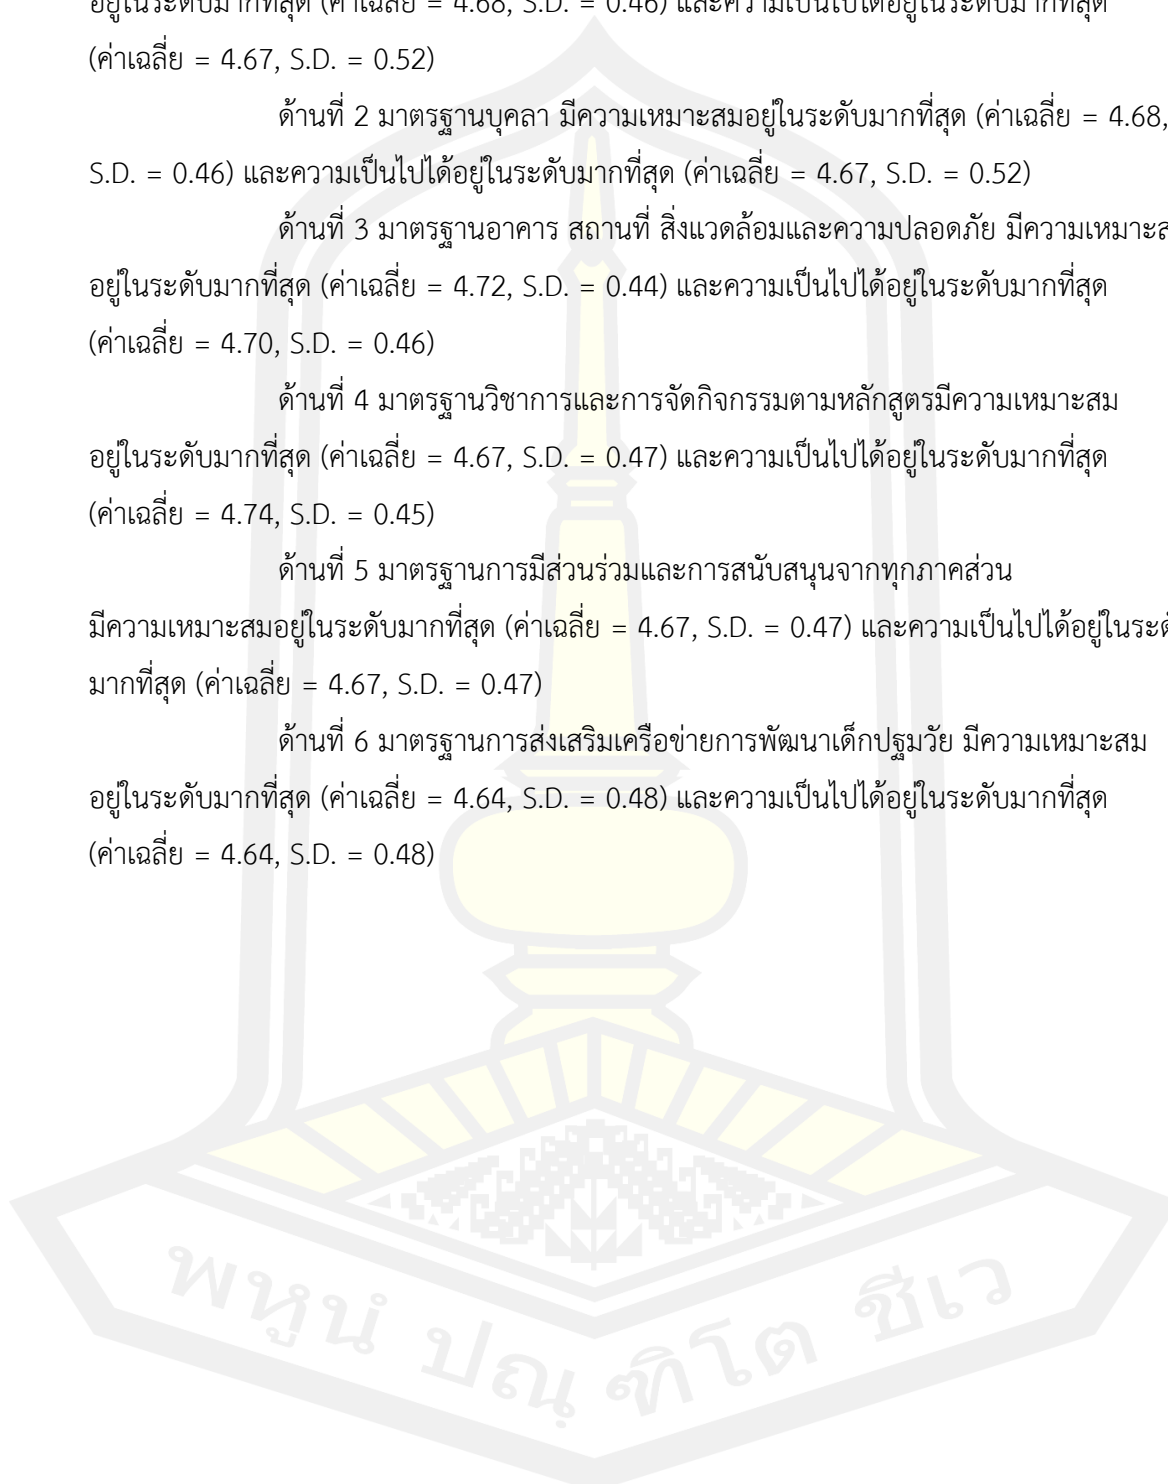 อยู่ในระดับมากที่สุด (ค่าเฉลี่ย = 4.68, S.D. = 0.46) และความเป็นไปได้อยู่ในระดับมากที่สุด
(ค่าเฉลี่ย = 4.67, S.D. = 0.52)
ด้านที่ 2 มาตรฐานบุคลา มีความเหมาะสมอยู่ในระดับมากที่สุด (ค่าเฉลี่ย = 4.68,
S.D. = 0.46) และความเป็นไปได้อยู่ในระดับมากที่สุด (ค่าเฉลี่ย = 4.67, S.D. = 0.52)
ด้านที่ 3 มาตรฐานอาคาร สถานที่ สิ่งแวดล้อมและความปลอดภัย มีความเหมาะส
อยู่ในระดับมากที่สุด (ค่าเฉลี่ย = 4.72, S.D. = 0.44) และความเป็นไปได้อยู่ในระดับมากที่สุด
(ค่าเฉลี่ย = 4.70, S.D. = 0.46)
ด้านที่ 4 มาตรฐานวิชาการและการจัดกิจกรรมตามหลักสูตรมีความเหมาะสม
อยู่ในระดับมากที่สุด (ค่าเฉลี่ย = 4.67, S.D. = 0.47) และความเป็นไปได้อยู่ในระดับมากที่สุด
(ค่าเฉลี่ย = 4.74, S.D. = 0.45)
ด้านที่ 5 มาตรฐานการมีส่วนร่วมและการสนับสนุนจากทุกภาคส่วน
มีความเหมาะสมอยู่ในระดับมากที่สุด (ค่าเฉลี่ย = 4.67, S.D. = 0.47) และความเป็นไปได้อยู่ในระดั
มากที่สุด (ค่าเฉลี่ย = 4.67, S.D. = 0.47)
ด้านที่ 6 มาตรฐานการส่งเสริมเครือข่ายการพัฒนาเด็กปฐมวัย มีความเหมาะสม
อยู่ในระดับมากที่สุด (ค่าเฉลี่ย = 4.64, S.D. = 0.48) และความเป็นไปได้อยู่ในระดับมากที่สุด
(ค่าเฉลี่ย = 4.64, S.D. = 0.48)
พหูนํ ปณฺฑิโต ชีเว